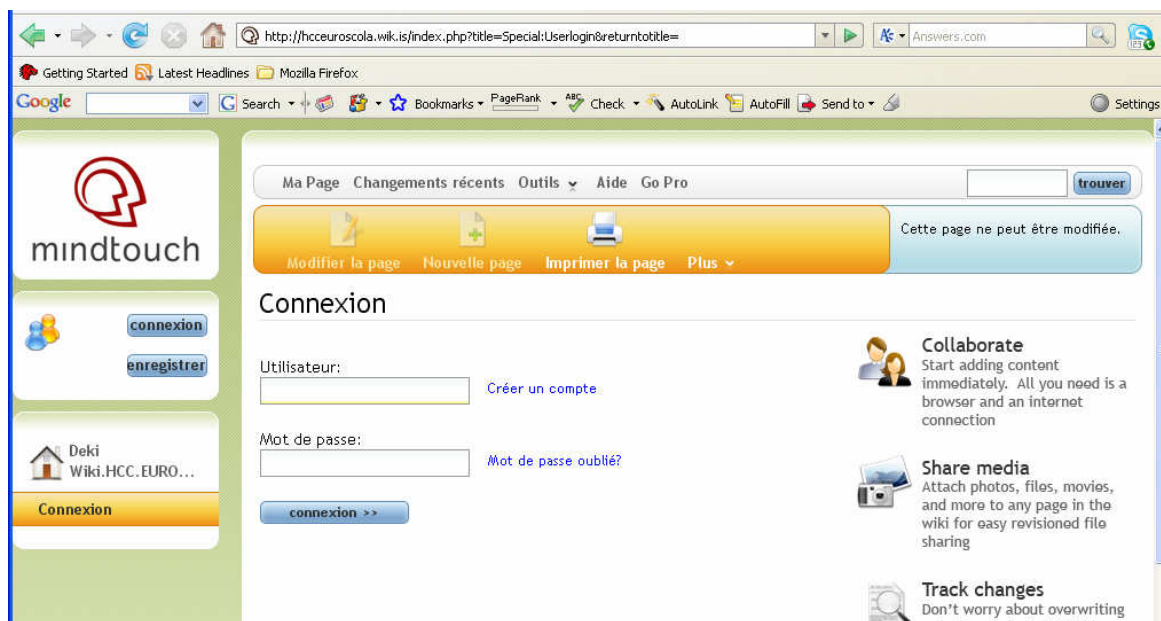 http://hcceuroscola.wik.is/index.php?title=Special:Userlogin&returntotitle=
Answers.com
Getting Started Latest Headlines Mozilla Firefox
Google Search Bookmarks PageRank ABC Check AutoLink AutoFill Send to Settings
mindtouch
Ma Page Changements récents Outils Aide Go Pro trouver
Modifier la page Nouvelle page Imprimer la page Plus
Cette page ne peut être modifiée.
connexion
enregistrer
Deki
Wiki.HCC.EURO...
Connexion
Connexion
Utilisateur:
Créer un compte
Mot de passe:
Mot de passe oublié?
connexion >>
Collaborate
Start adding content
immediately. All you need is a
browser and an internet
connection
Share media
Attach photos, files, movies,
and more to any page in the
wiki for easy revisioned file
sharing
Track changes
Don't worry about overwriting